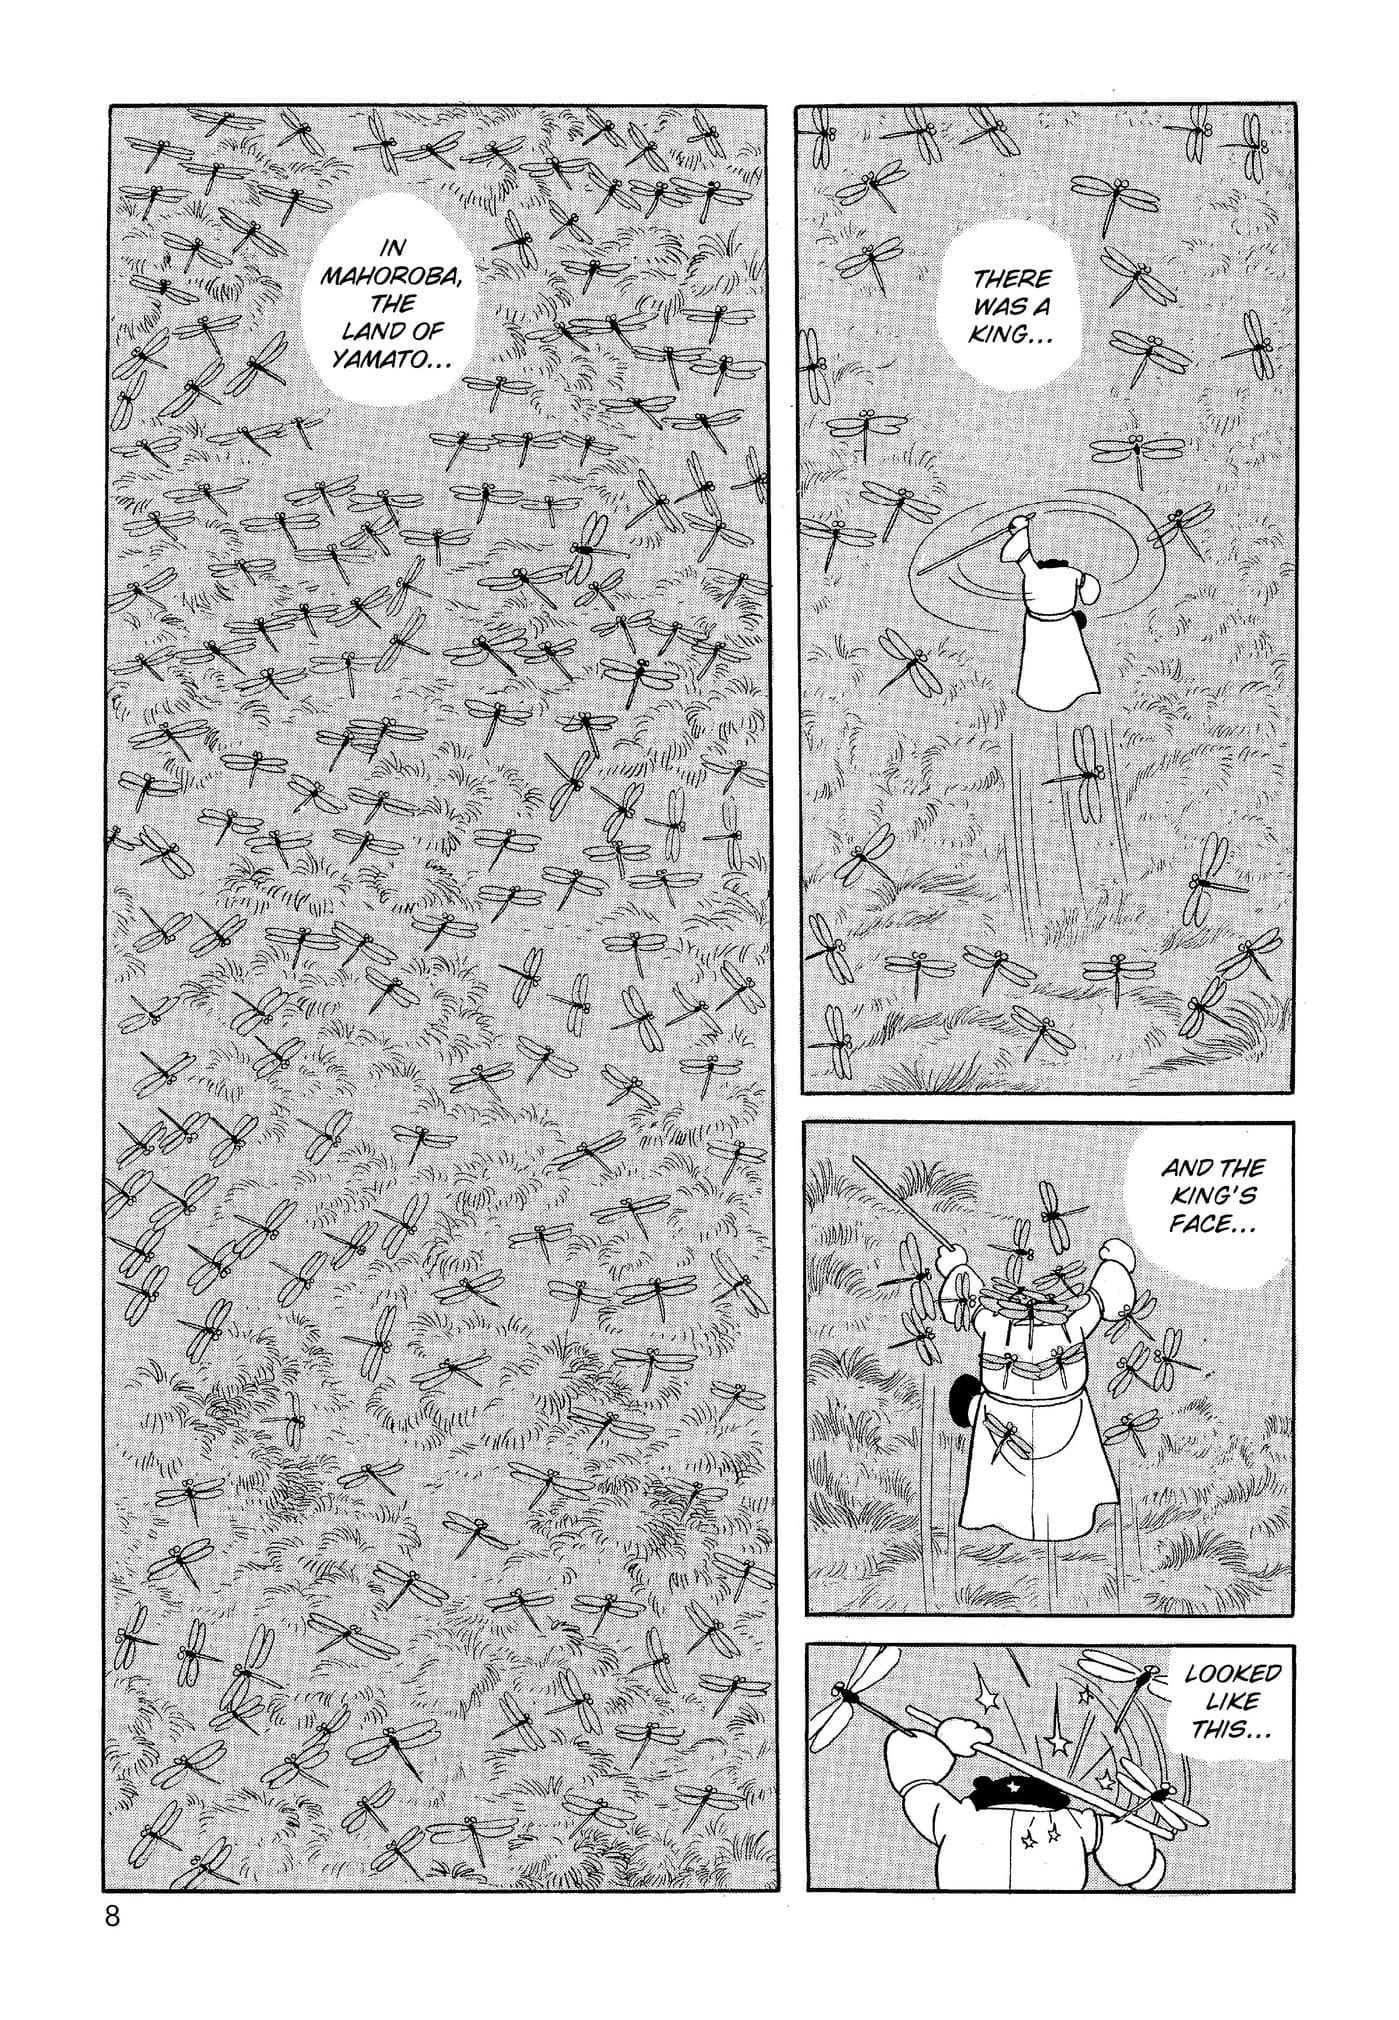 IN
MAHOROBA,
THE
LAND OF
YAMATO...
THERE
WAS A
KING...
AND THE
KING'S
FACE...
LOOKED
LIKE
THIS...
8